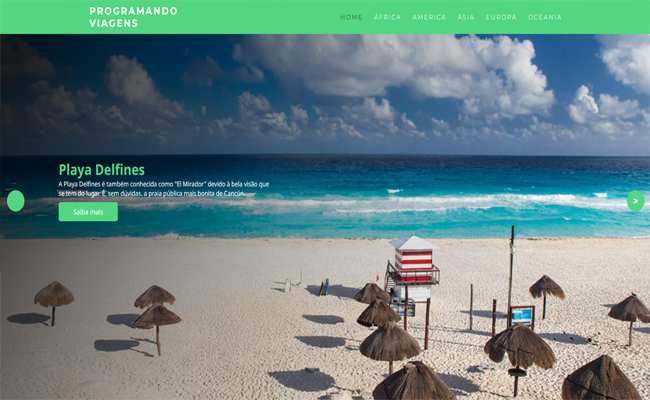 PROGRAMANDO
VIAGENS
HOME ÁFRICA AMERICA ÁSIA EUROPA OCEANIA
Playa Delfines
A Playa Delfines é também conhecida como "El Mirador" devido à bela visão que
se tem do lugar. É, sem dúvidas, a praia pública mais bonita de Cancún.
>
Saiba mais